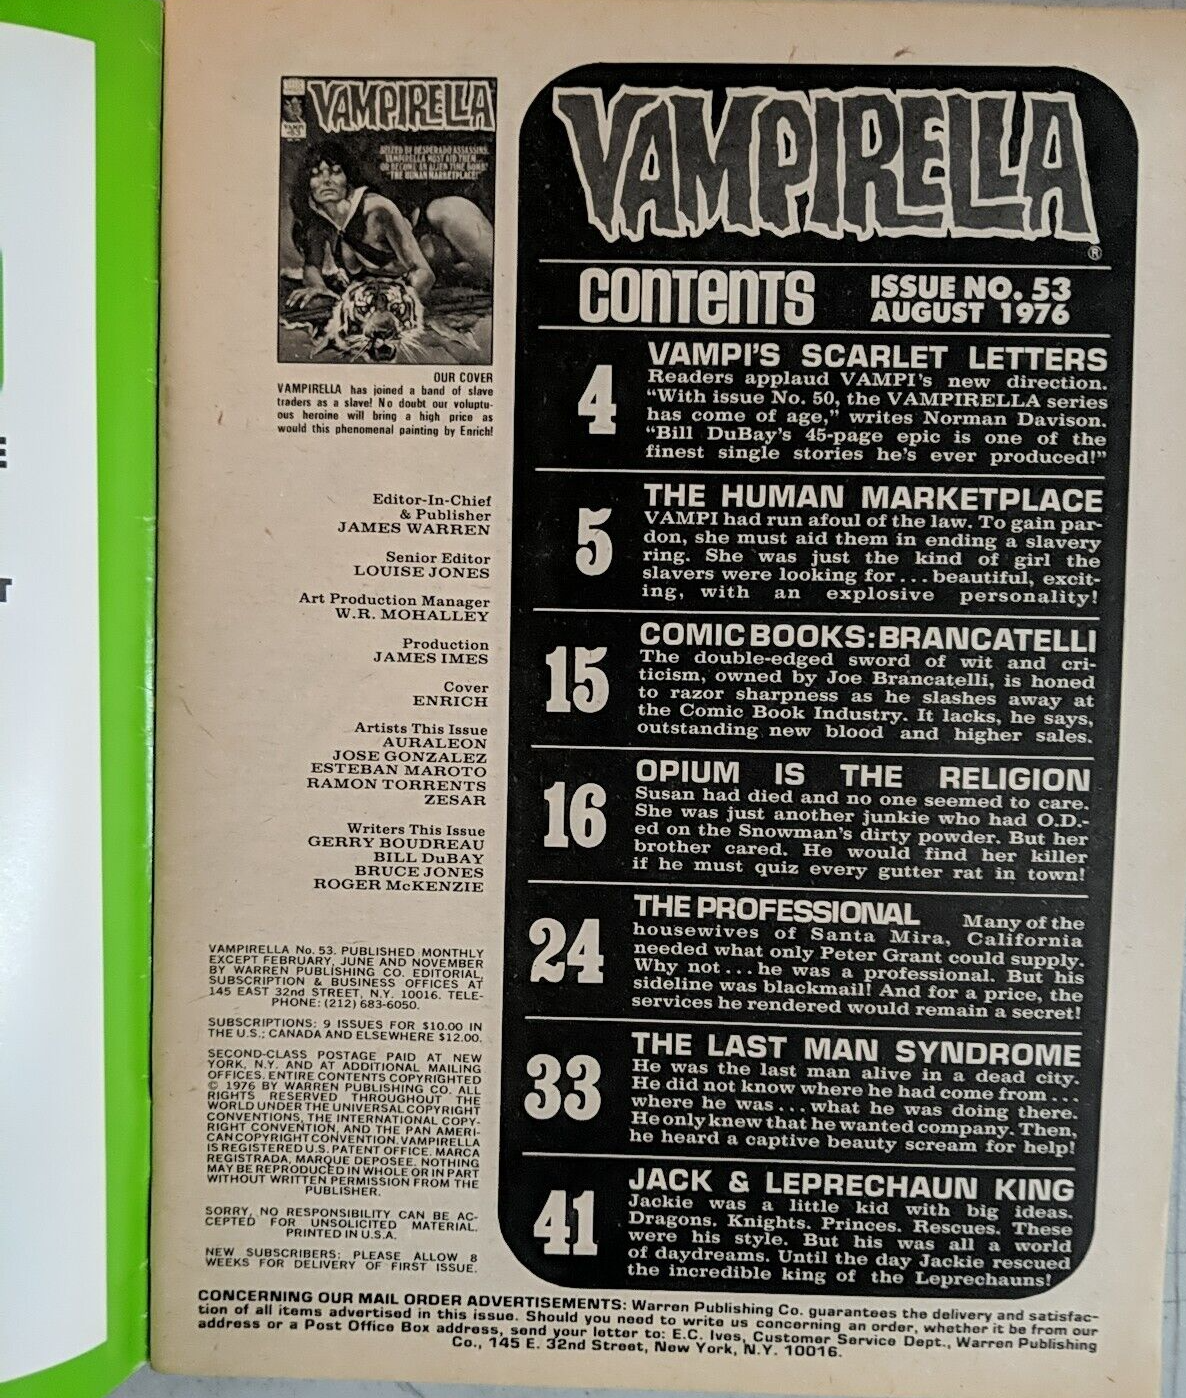 E
T
VAMPIRELLA
VAMPI
53
SEIZED BY DESPERADO ASSASSINS,
VAMPIRELLA MUST AID THEM...
OR BECOME AN ALIEN TIME BOMB!
"THE HUMAN MARKETPLACE!"
OUR COVER
VAMPIRELLA has joined a band of slave
traders as a slave! No doubt our voluptu-
ous heroine will bring a high price as
would this phenomenal painting by Enrich!
Editor-In-Chief
& Publisher
JAMES WARREN
Senior Editor
LOUISE JONES
Art Production Manager
W.R. MOHALLEY
Production
JAMES IMES
Cover
ENRICH
Artists This Issue
AURALEON
JOSE GONZALEZ
ESTEBAN MAROTO
RAMON TORRENTS
ZESAR
Writers This Issue
GERRY BOUDREAU
BILL DuBAY
BRUCE JONES
ROGER McKENZIE
VAMPIRELLA No. 53. PUBLISHED MONTHLY
EXCEPT FEBRUARY, JUNE AND NOVEMBER
BY WARREN PUBLISHING CO. EDITORIAL,
SUBSCRIPTION & BUSINESS OFFICES AT
145 EAST 32nd STREET, N.Y. 10016. TELE-
PHONE: (212) 683-6050.
SUBSCRIPTIONS: 9 ISSUES FOR $10.00 IN
THE U.S.; CANADA AND ELSEWHERE $12.00.
SECOND-CLASS POSTAGE PAID AT NEW
YORK, N.Y. AND AT ADDITIONAL MAILING
OFFICES. ENTIRE CONTENTS COPYRIGHTED
© 1976 BY WARREN PUBLISHING CO. ALL
RIGHTS RESERVED THROUGHOUT THE
WORLD UNDER THE UNIVERSAL COPYRIGHT
CONVENTIONS, THE INTERNATIONAL COPY-
RIGHT CONVENTION, AND THE PAN AMERI-
CAN COPYRIGHT CONVENTION. VAMPIRELLA
IS REGISTERED U.S. PATENT OFFICE. MARCA
REGISTRADA, MARQUE DEPOSEE. NOTHING
MAY BE REPRODUCED IN WHOLE OR IN PART
WITHOUT WRITTEN PERMISSION FROM THE
PUBLISHER.
SORRY, NO RESPONSIBILITY CAN BE AC-
CEPTED FOR UNSOLICITED MATERIAL.
PRINTED IN U.S.A.
NEW SUBSCRIBERS: PLEASE ALLOW 8
WEEKS FOR DELIVERY OF FIRST ISSUE.
VAMPIRELLA
®
CONTENTS
ISSUE NO. 53
AUGUST 1976
4
VAMPI'S SCARLET LETTERS
Readers applaud VAMPI's new direction.
"With issue No. 50, the VAMPIRELLA series
has come of age," writes Norman Davison.
"Bill DuBay's 45-page epic is one of the
finest single stories he's ever produced!"
5
THE HUMAN MARKETPLACE
VAMPI had run afoul of the law. To gain par-
don, she must aid them in ending a slavery
ring. She was just the kind of girl the
slavers were looking for ... beautiful, excit-
ing, with an explosive personality!
15
COMIC BOOKS: BRANCATELLI
The double-edged sword of wit and cri-
ticism, owned by Joe Brancatelli, is honed
to razor sharpness as he slashes away at
the Comic Book Industry. It lacks, he says,
outstanding new blood and higher sales.
16
OPIUM IS THE RELIGION
Susan had died and no one seemed to care.
She was just another junkie who had O.D.-
ed on the Snowman's dirty powder. But her
brother cared. He would find her killer
if he must quiz every gutter rat in town!
24
THE PROFESSIONAL Many of the
housewives of Santa Mira, California
needed what only Peter Grant could supply.
Why not ... he was a professional. But his
sideline was blackmail! And for a price, the
services he rendered would remain a secret!
33
THE LAST MAN SYNDROME
He was the last man alive in a dead city.
He did not know where he had come from ...
where he was ... what he was doing there.
He only knew that he wanted company. Then,
he heard a captive beauty scream for help!
41
JACK & LEPRECHAUN KING
Jackie was a little kid with big ideas.
Dragons. Knights. Princes. Rescues. These
were his style. But his was all a world
of daydreams. Until the day Jackie rescued
the incredible king of the Leprechauns!
CONCERNING OUR MAIL ORDER ADVERTISEMENTS: Warren Publishing Co. guarantees the delivery and satisfac-
tion of all items advertised in this issue. Should you need to write us concerning an order, whether it be from our
address or a Post Office Box address, send your letter to: E.C. Ives, Customer Service Dept., Warren Publishing
Co., 145 E. 32nd Street, New York, N.Y. 10016.